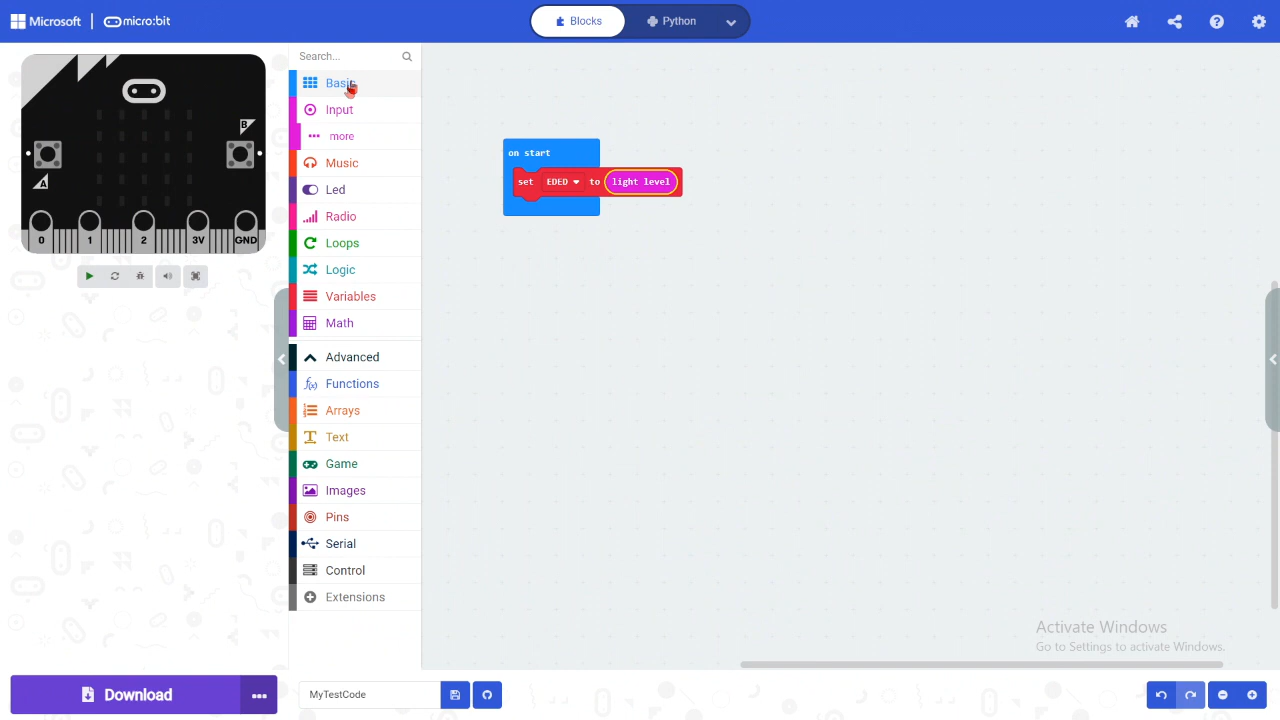 Microsoft
micro:bit
Blocks
Python
Search...
Basic
Input
more
Music
Led
Radio
Loops
Logic
Variables
Math
Advanced
Functions
Arrays
Text
Game
Images
Pins
Serial
Control
Extensions
on start
set EDED to light level
A
B
0 1 2 3V GND
Activate Windows
Go to Settings to activate Windows.
Download
MyTestCode